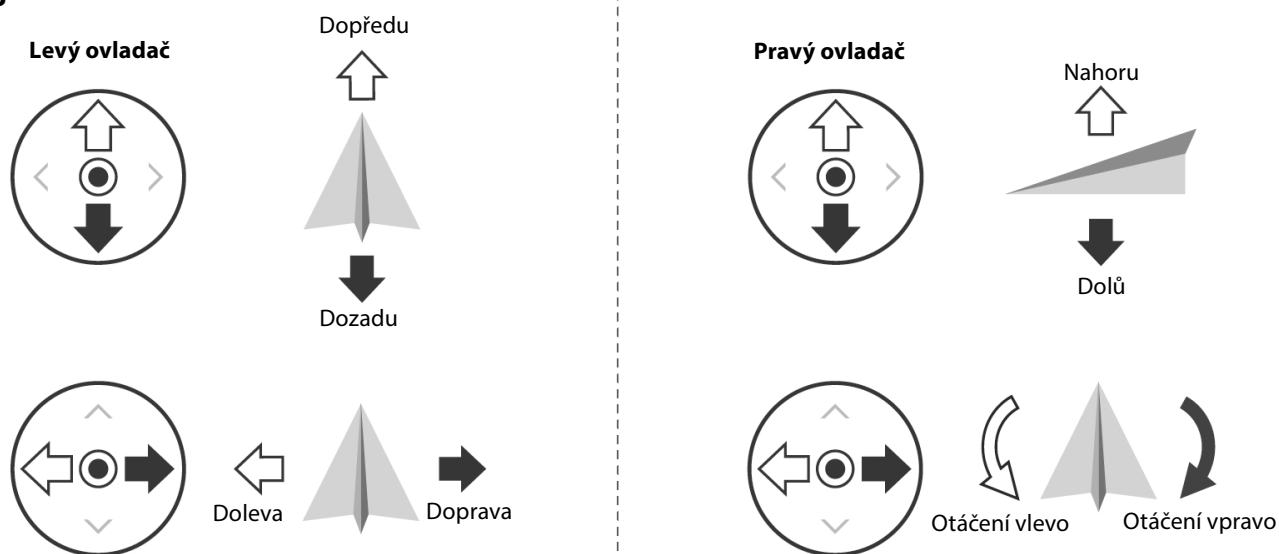 Levý ovladač
Dopředu
Dozadu
Doleva
Doprava
Pravý ovladač
Nahoru
Dolů
Otáčení vlevo
Otáčení vpravo